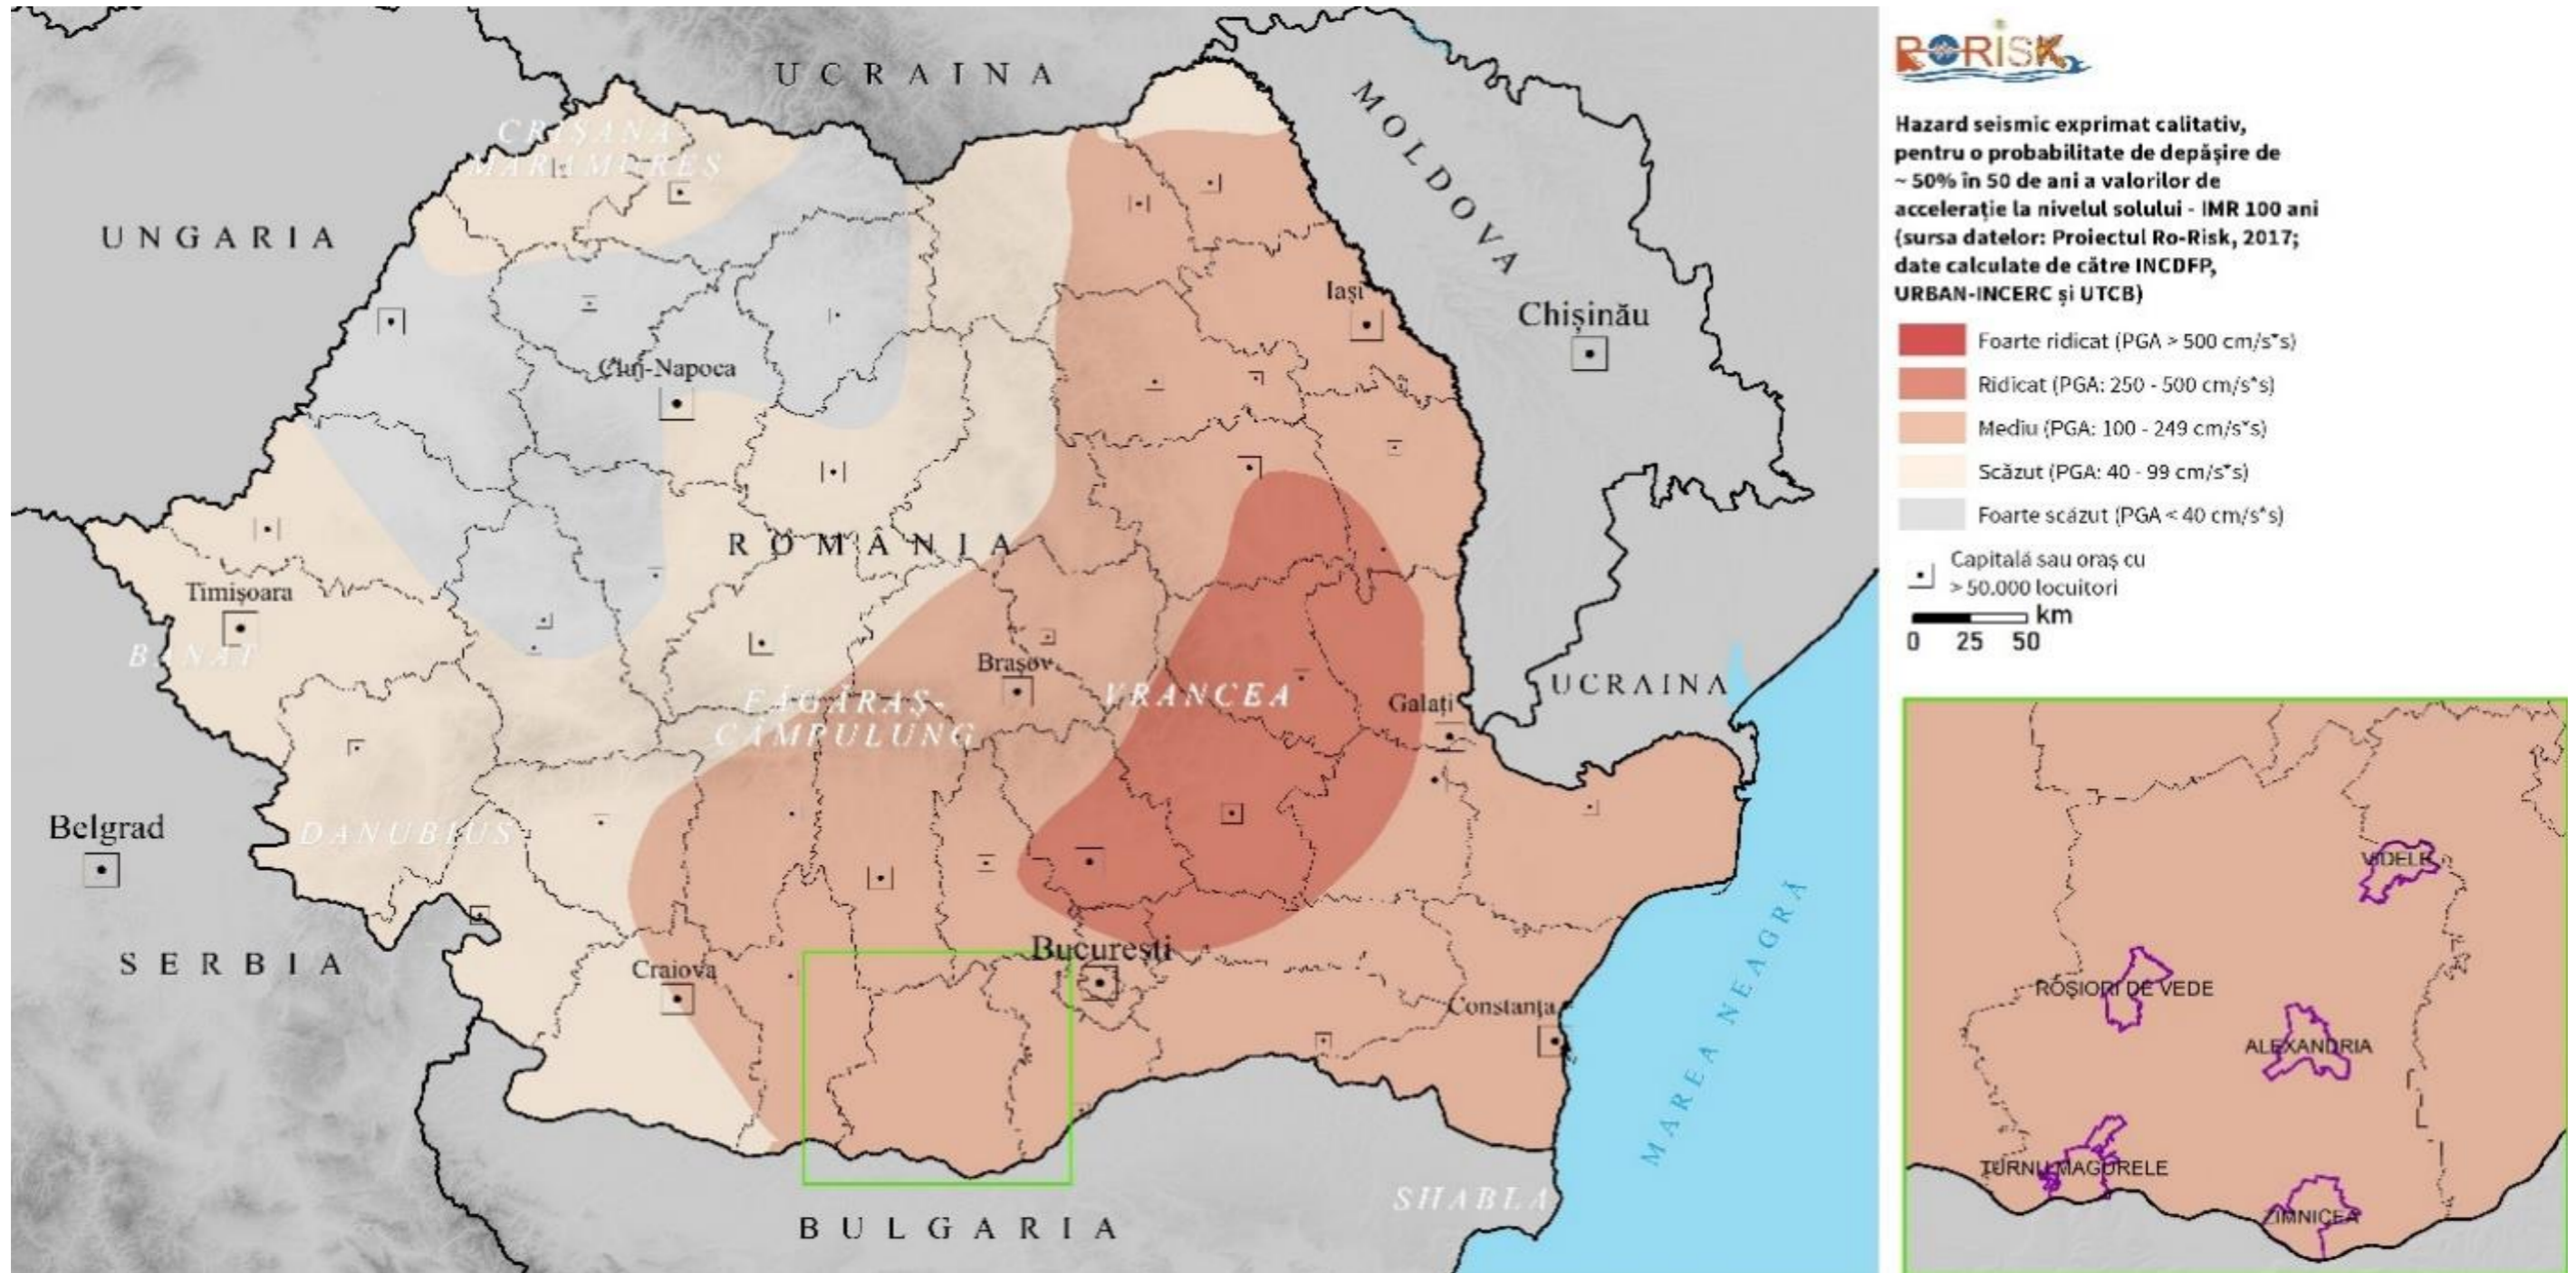 UCRAINA
MOLDOVA
CRIȘANA
MARAMUREȘ
UNGARIA
Iași
Chișinău
Cluj-Napoca
ROMÂNIA
Timișoara
BANAT
Brașov
FĂGĂRAȘ-
CÂMPULUNG
VRANCEA
Galați
UCRAINA
Belgrad
DANUBIUS
SERBIA
Craiova
București
Constanța
MAREA NEAGRĂ
SHABLA
BULGARIA
RORISK
Hazard seismic exprimat calitativ,
pentru o probabilitate de depășire de
~ 50% în 50 de ani a valorilor de
accelerație la nivelul solului - IMR 100 ani
(sursa datelor: Proiectul Ro-Risk, 2017;
date calculate de către INCDFP,
URBAN-INCERC și UTCB)
Foarte ridicat (PGA > 500 cm/s*s)
Ridicat (PGA: 250 - 500 cm/s*s)
Mediu (PGA: 100 - 249 cm/s*s)
Scăzut (PGA: 40 - 99 cm/s*s)
Foarte scăzut (PGA < 40 cm/s*s)
Capitală sau oraș cu
> 50.000 locuitori
km
0 25 50
VIDELE
ROȘIORI DE VEDE
ALEXANDRIA
TURNU MAGURELE
ZIMNICEA